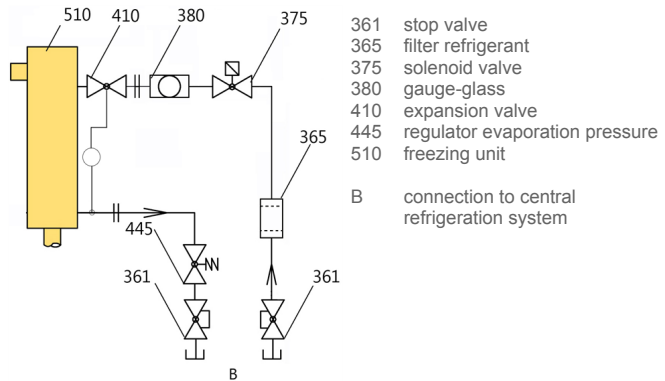 510 410 380 375
365
445
361 361
B
361 stop valve
365 filter refrigerant
375 solenoid valve
380 gauge-glass
410 expansion valve
445 regulator evaporation pressure
510 freezing unit
B connection to central
refrigeration system